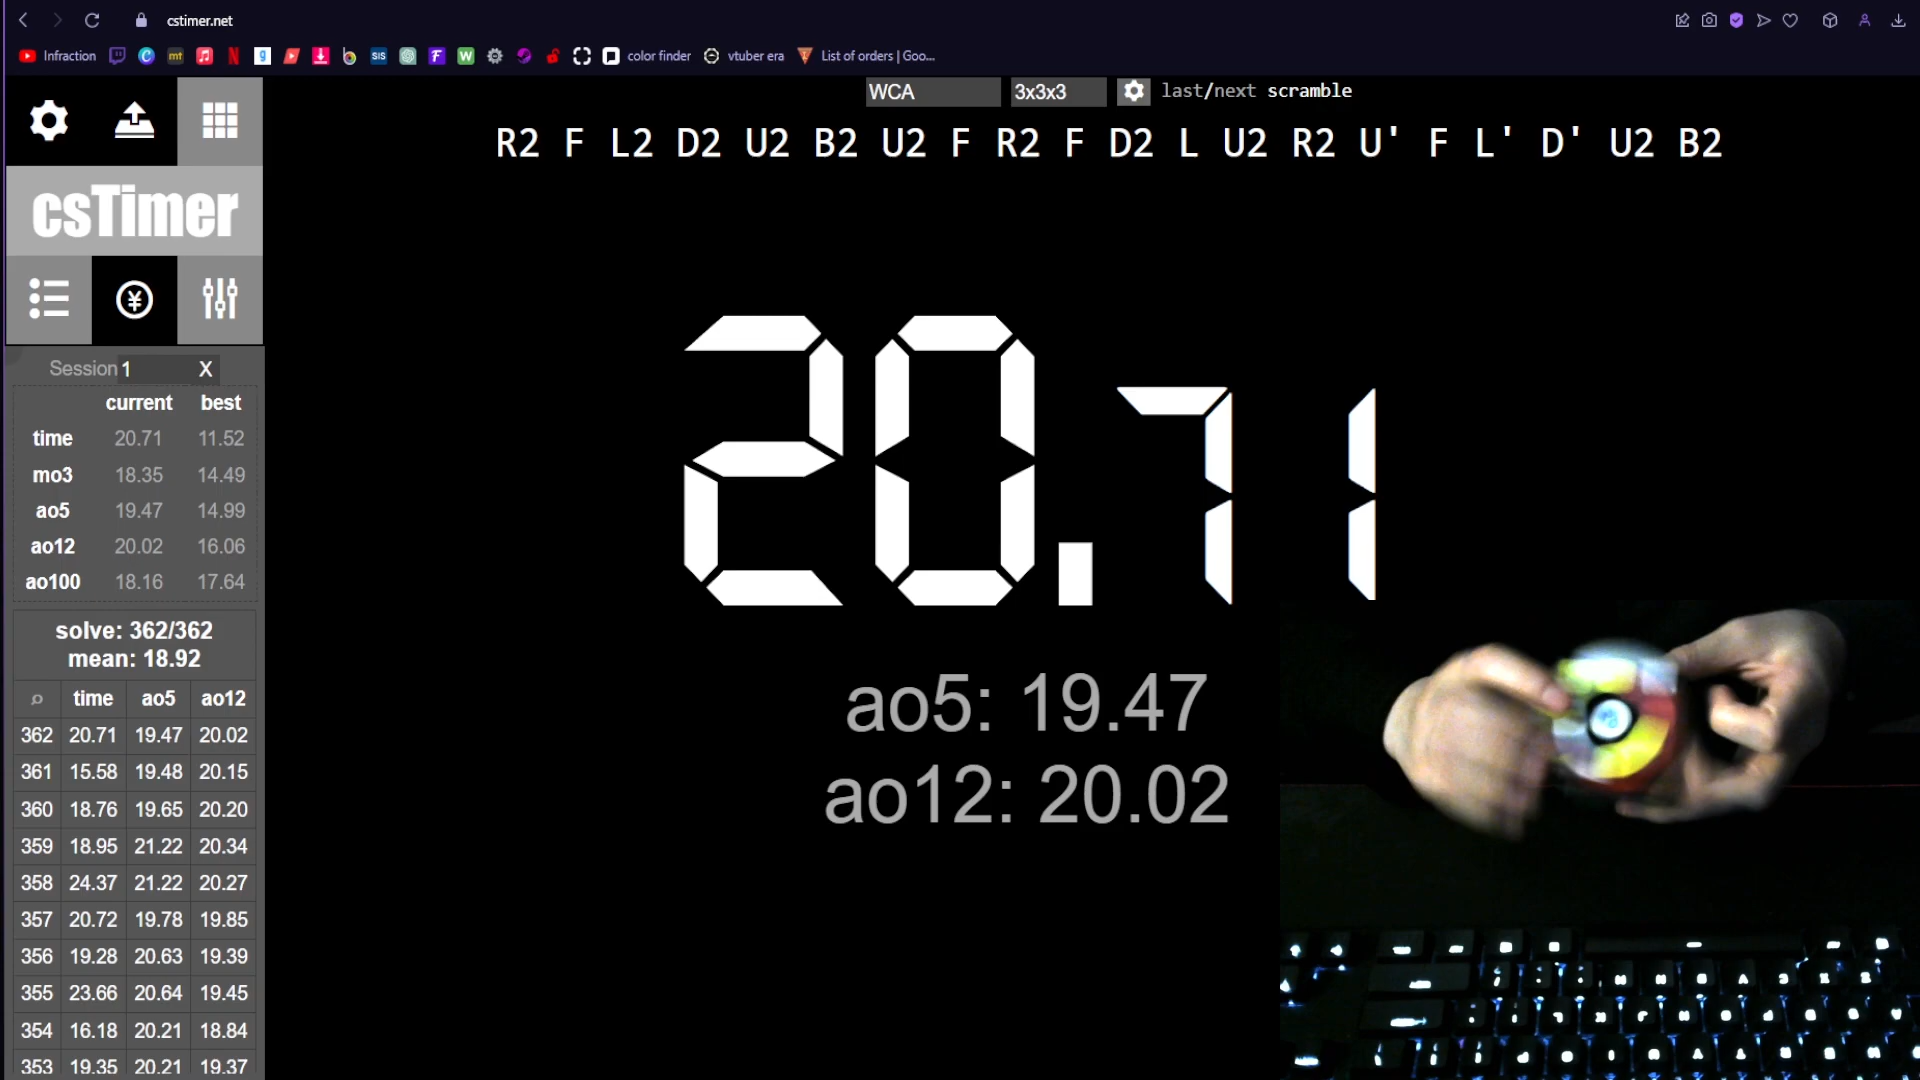 cstimer.net
Infraction
mt
g
SiS
F
W
color finder
vtuber era
List of orders | Goo...
WCA
3x3x3
last/next scramble
R2 F L2 D2 U2 B2 U2 F R2 F D2 L U2 R2 U' F L' D' U2 B2
csTimer
Session 1 X
current best
time 20.71 11.52
mo3 18.35 14.49
ao5 19.47 14.99
ao12 20.02 16.06
ao100 18.16 17.64
solve: 362/362
mean: 18.92
time ao5 ao12
362 20.71 19.47 20.02
361 15.58 19.48 20.15
360 18.76 19.65 20.20
359 18.95 21.22 20.34
358 24.37 21.22 20.27
357 20.72 19.78 19.85
356 19.28 20.63 19.39
355 23.66 20.64 19.45
354 16.18 20.21 18.84
353 19.35 20.21 19.37
20.71
ao5: 19.47
ao12: 20.02